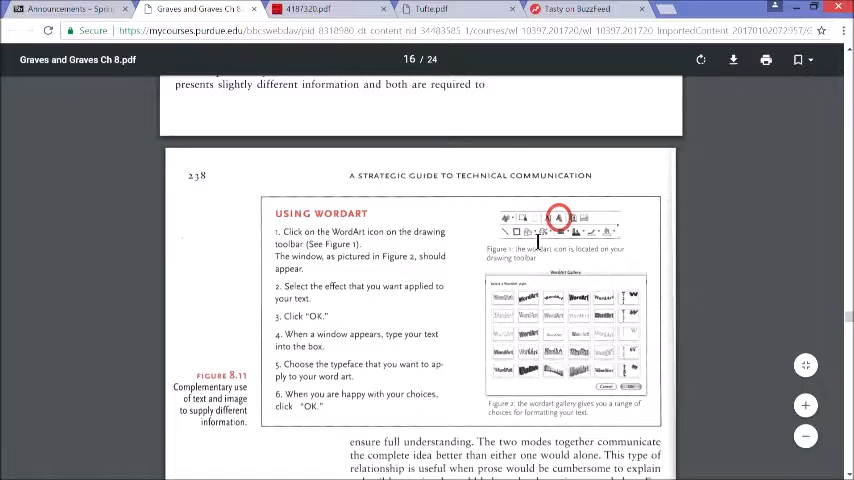 Announcements – Sprin
Graves and Graves Ch 8.
4187320.pdf
Tufte.pdf
Tasty on BuzzFeed
Secure
https://mycourses.purdue.edu/bbcswebdav/pid-8318980_dt-content-rid-34483585_1/courses/wl_10397.201720/wl_10397.201720_ImportedContent_20170102072957/G
Graves and Graves Ch 8.pdf
16 / 24
presents slightly different information and both are required to
238
A STRATEGIC GUIDE TO TECHNICAL COMMUNICATION
USING WORDART
1. Click on the WordArt icon on the drawing
toolbar (See Figure 1).
The window, as pictured in Figure 2, should
appear.
2. Select the effect that you want applied to
your text.
3. Click "OK."
4. When a window appears, type your text
into the box.
5. Choose the typeface that you want to ap-
ply to your word art.
6. When you are happy with your choices,
click "OK."
Figure 1: the wordart icon is located on your
drawing toolbar
WordArt Gallery
Select a WordArt style:
Cancel
OK
Figure 2: the wordart gallery gives you a range of
choices for formatting your text.
FIGURE 8.11
Complementary use
of text and image
to supply different
information.
ensure full understanding. The two modes together communicate
the complete idea better than either one would alone. This type of
relationship is useful when prose would be cumbersome to explain